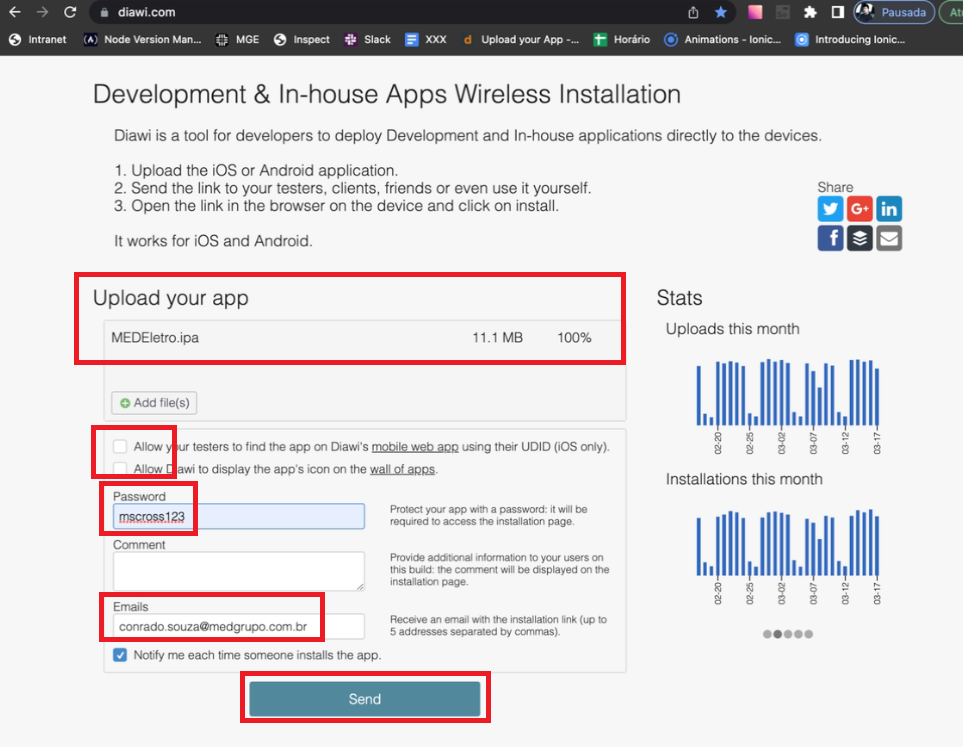 diawi.com
Pausada
At
Intranet
Node Version Man...
MGE
Inspect
Slack
XXX
Upload your App -...
Horário
Animations - Ionic...
Introducing Ionic...
Development & In-house Apps Wireless Installation
Diawi is a tool for developers to deploy Development and In-house applications directly to the devices.
1. Upload the iOS or Android application.
2. Send the link to your testers, clients, friends or even use it yourself.
3. Open the link in the browser on the device and click on install.
It works for iOS and Android.
Share
G+
in
f
Upload your app
MEDEletro.ipa 11.1 MB 100%
Add file(s)
Allow your testers to find the app on Diawi's mobile web app using their UDID (iOS only).
Allow Diawi to display the app's icon on the wall of apps.
Password
mscross123
Protect your app with a password: it will be
required to access the installation page.
Comment
Provide additional information to your users on
this build: the comment will be displayed on the
installation page.
Emails
conrado.souza@medgrupo.com.br
Receive an email with the installation link (up to
5 addresses separated by commas).
Notify me each time someone installs the app.
Send
Stats
Uploads this month
02-20 02-25 03-02 03-07 03-12 03-17
Installations this month
02-20 02-25 03-02 03-07 03-12 03-17